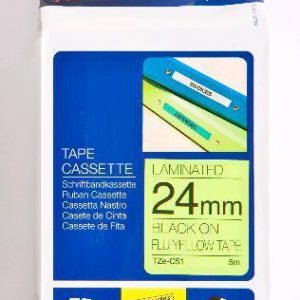 INVOICES
TAPE
CASSETTE
Schriftbandkassette
Ruban Cassette
Cassetta Nastro
Casete de Cinta
Cassete de Fita
LAMINATED
24mm
BLACK ON
FLU YELLOW TAPE
TZe-C51 5m